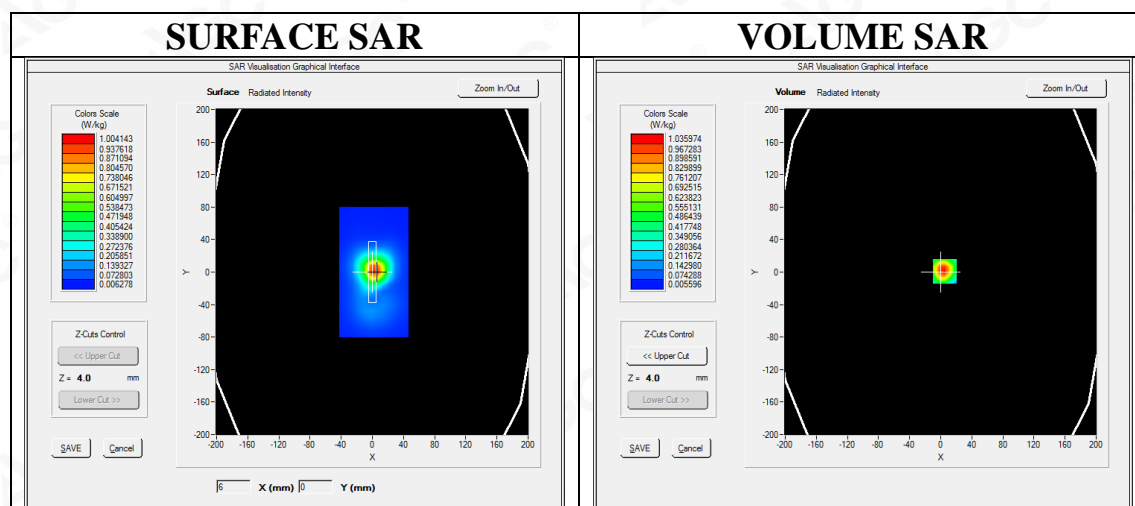 SURFACE SAR
SAR Visualisation Graphical Interface
Surface Radiated Intensity
Zoom In/Out
Colors Scale
(W/kg)
1.004143
0.937618
0.871094
0.804570
0.738046
0.671521
0.604997
0.538473
0.471948
0.405424
0.338900
0.272376
0.205851
0.139327
0.072803
0.006278
Z-Cuts Control
<< Upper Cut
Z = 4.0 mm
Lower Cut >>
SAVE Cancel
200
160
120
80
40
Y 0
-40
-80
-120
-160
-200
-200 -160 -120 -80 -40 0 40 80 120 160 200
X
6 X (mm) 0 Y (mm)
VOLUME SAR
SAR Visualisation Graphical Interface
Volume Radiated Intensity
Zoom In/Out
Colors Scale
(W/kg)
1.035974
0.967283
0.898591
0.829899
0.761207
0.692515
0.623823
0.555131
0.486439
0.417748
0.349056
0.280364
0.211672
0.142980
0.074288
0.005596
Z-Cuts Control
<< Upper Cut
Z = 4.0 mm
Lower Cut >>
SAVE Cancel
200
160
120
80
40
Y 0
-40
-80
-120
-160
-200
-200 -160 -120 -80 -40 0 40 80 120 160 200
X